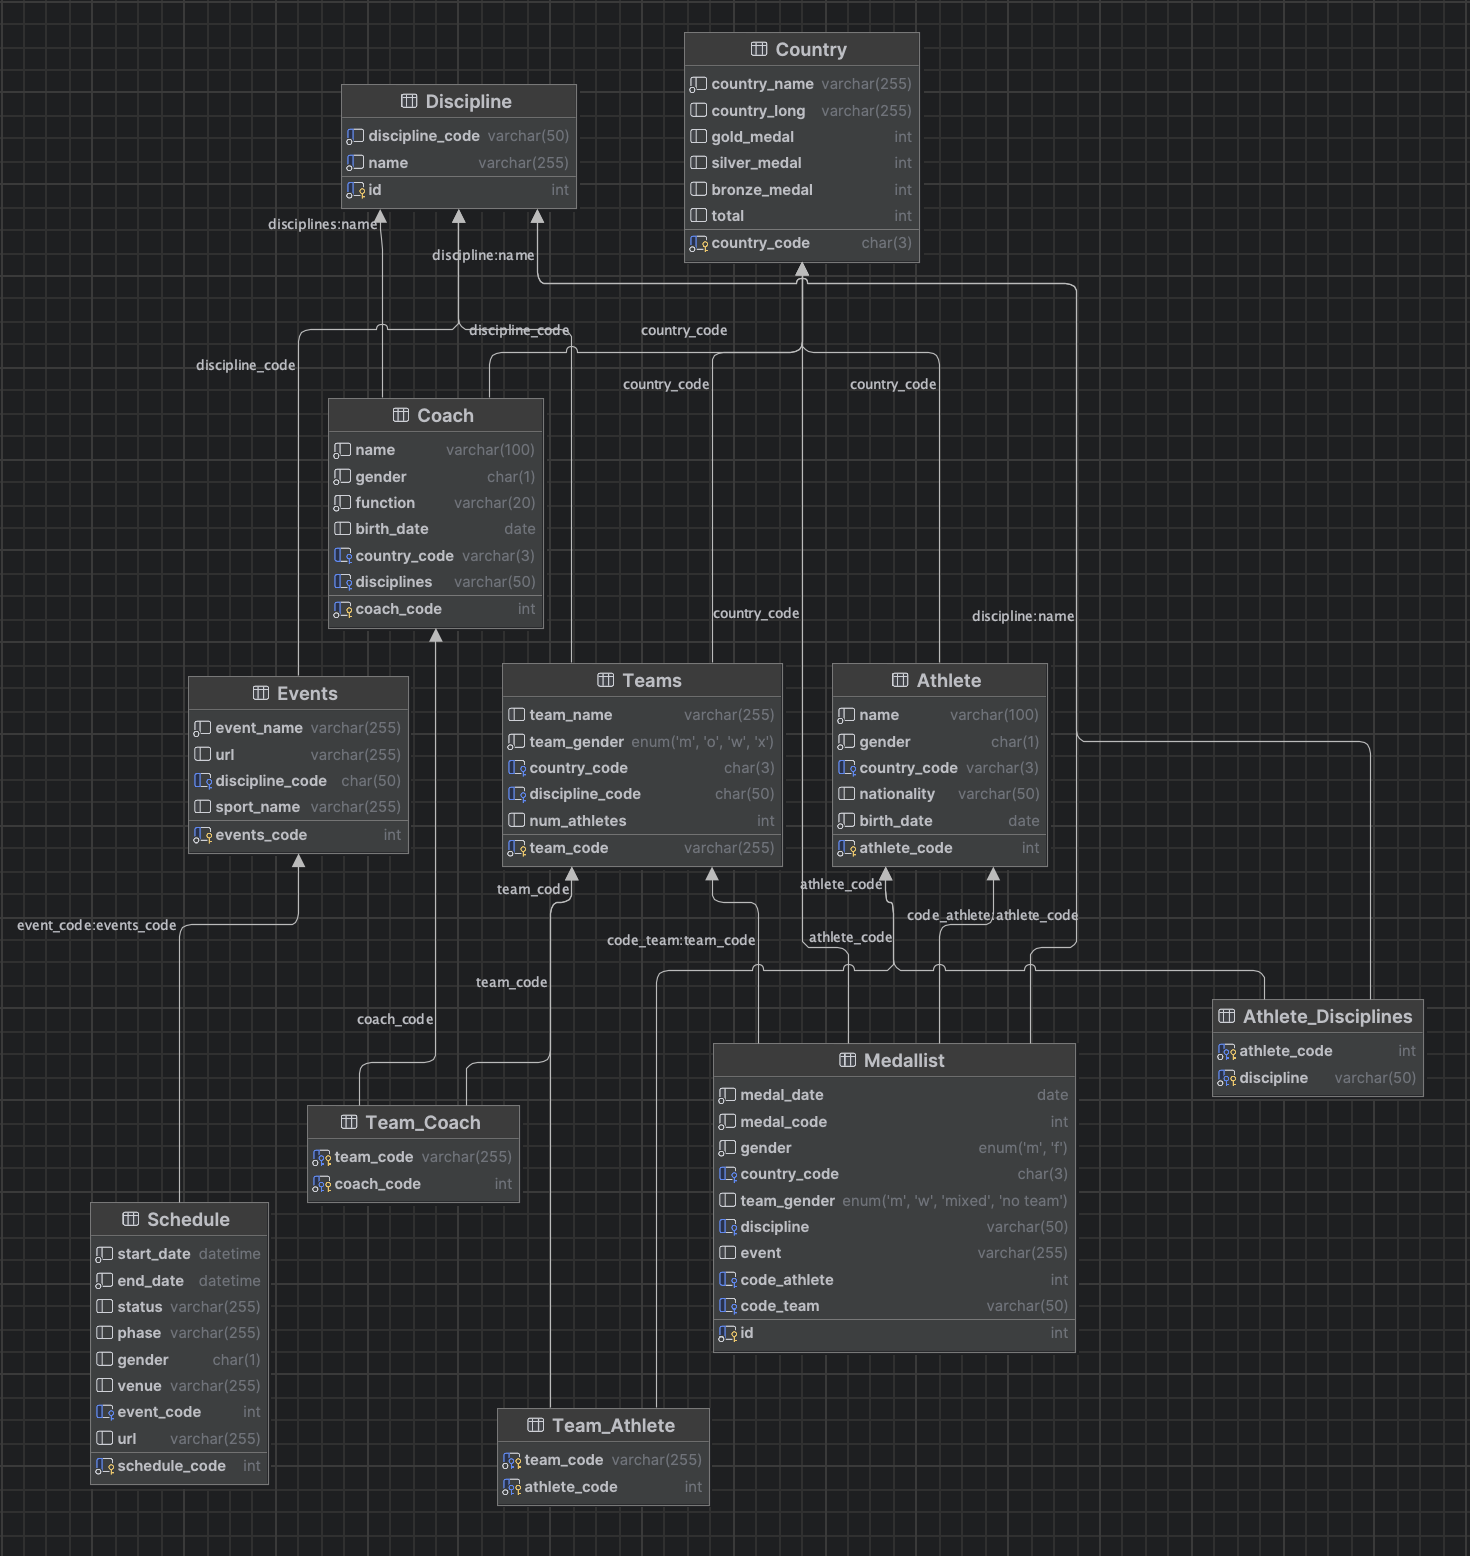 Country
country_name varchar(255)
country_long varchar(255)
gold_medal int
silver_medal int
bronze_medal int
total int
country_code char(3)
Discipline
discipline_code varchar(50)
name varchar(255)
id int
disciplines:name
discipline:name
discipline_code
country_code
discipline_code
country_code
country_code
Coach
name varchar(100)
gender char(1)
function varchar(20)
birth_date date
country_code varchar(3)
disciplines varchar(50)
coach_code int
country_code
discipline:name
Events
event_name varchar(255)
url varchar(255)
discipline_code char(50)
sport_name varchar(255)
events_code int
Teams
team_name varchar(255)
team_gender enum('m', 'o', 'w', 'x')
country_code char(3)
discipline_code char(50)
num_athletes int
team_code varchar(255)
Athlete
name varchar(100)
gender char(1)
country_code varchar(3)
nationality varchar(50)
birth_date date
athlete_code int
team_code
athlete_code
code_athlete:athlete_code
event_code:events_code
code_team:team_code
athlete_code
team_code
coach_code
Athlete_Disciplines
athlete_code int
discipline varchar(50)
Medallist
medal_date date
medal_code int
gender enum('m', 'f')
country_code char(3)
team_gender enum('m', 'w', 'mixed', 'no team')
discipline varchar(50)
event varchar(255)
code_athlete int
code_team varchar(50)
id int
Team_Coach
team_code varchar(255)
coach_code int
Schedule
start_date datetime
end_date datetime
status varchar(255)
phase varchar(255)
gender char(1)
venue varchar(255)
event_code int
url varchar(255)
schedule_code int
Team_Athlete
team_code varchar(255)
athlete_code int